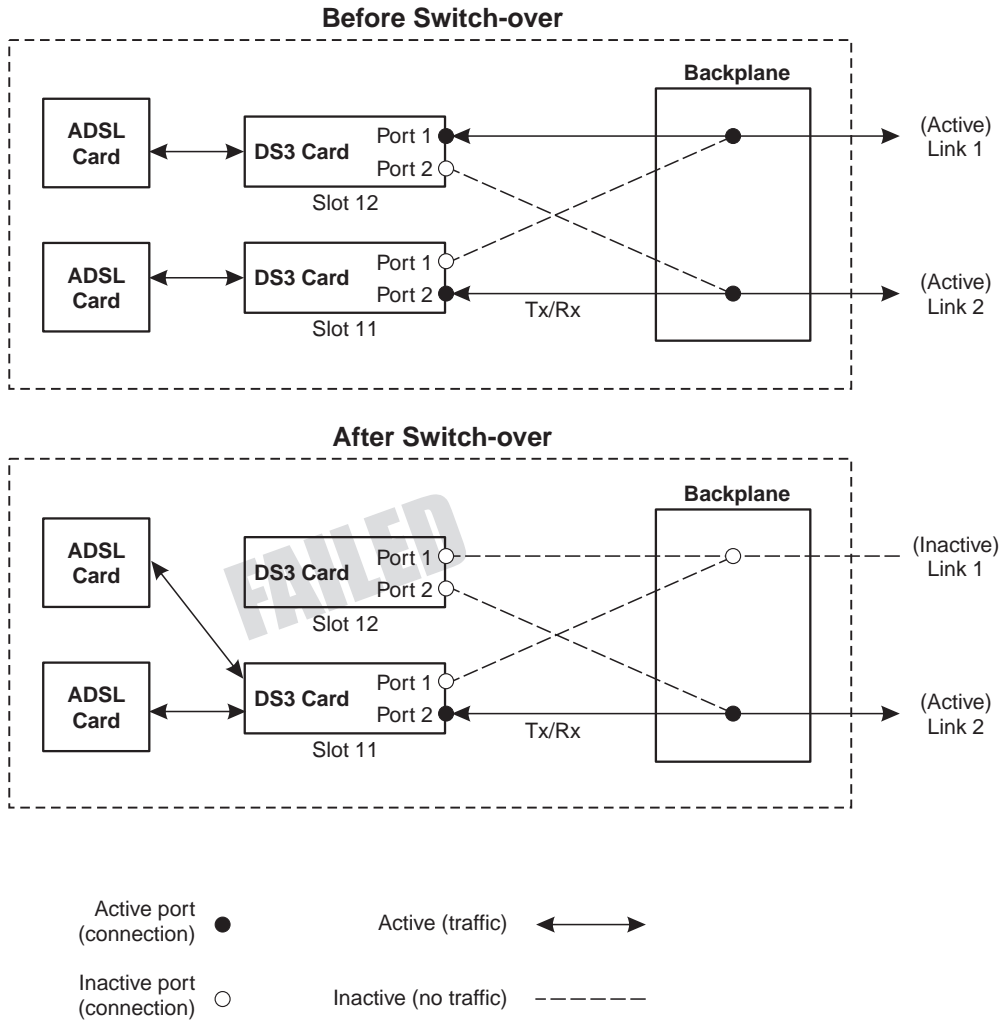 Before Switch-over
Backplane
ADSL
Card
DS3 Card
Port 1
Port 2
Slot 12
(Active)
Link 1
ADSL
Card
DS3 Card
Port 1
Port 2
Slot 11
Tx/Rx
(Active)
Link 2
After Switch-over
Backplane
FAILED
ADSL
Card
DS3 Card
Port 1
Port 2
Slot 12
(Inactive)
Link 1
ADSL
Card
DS3 Card
Port 1
Port 2
Slot 11
Tx/Rx
(Active)
Link 2
Active port
(connection)
Active (traffic)
Inactive port
(connection)
Inactive (no traffic)